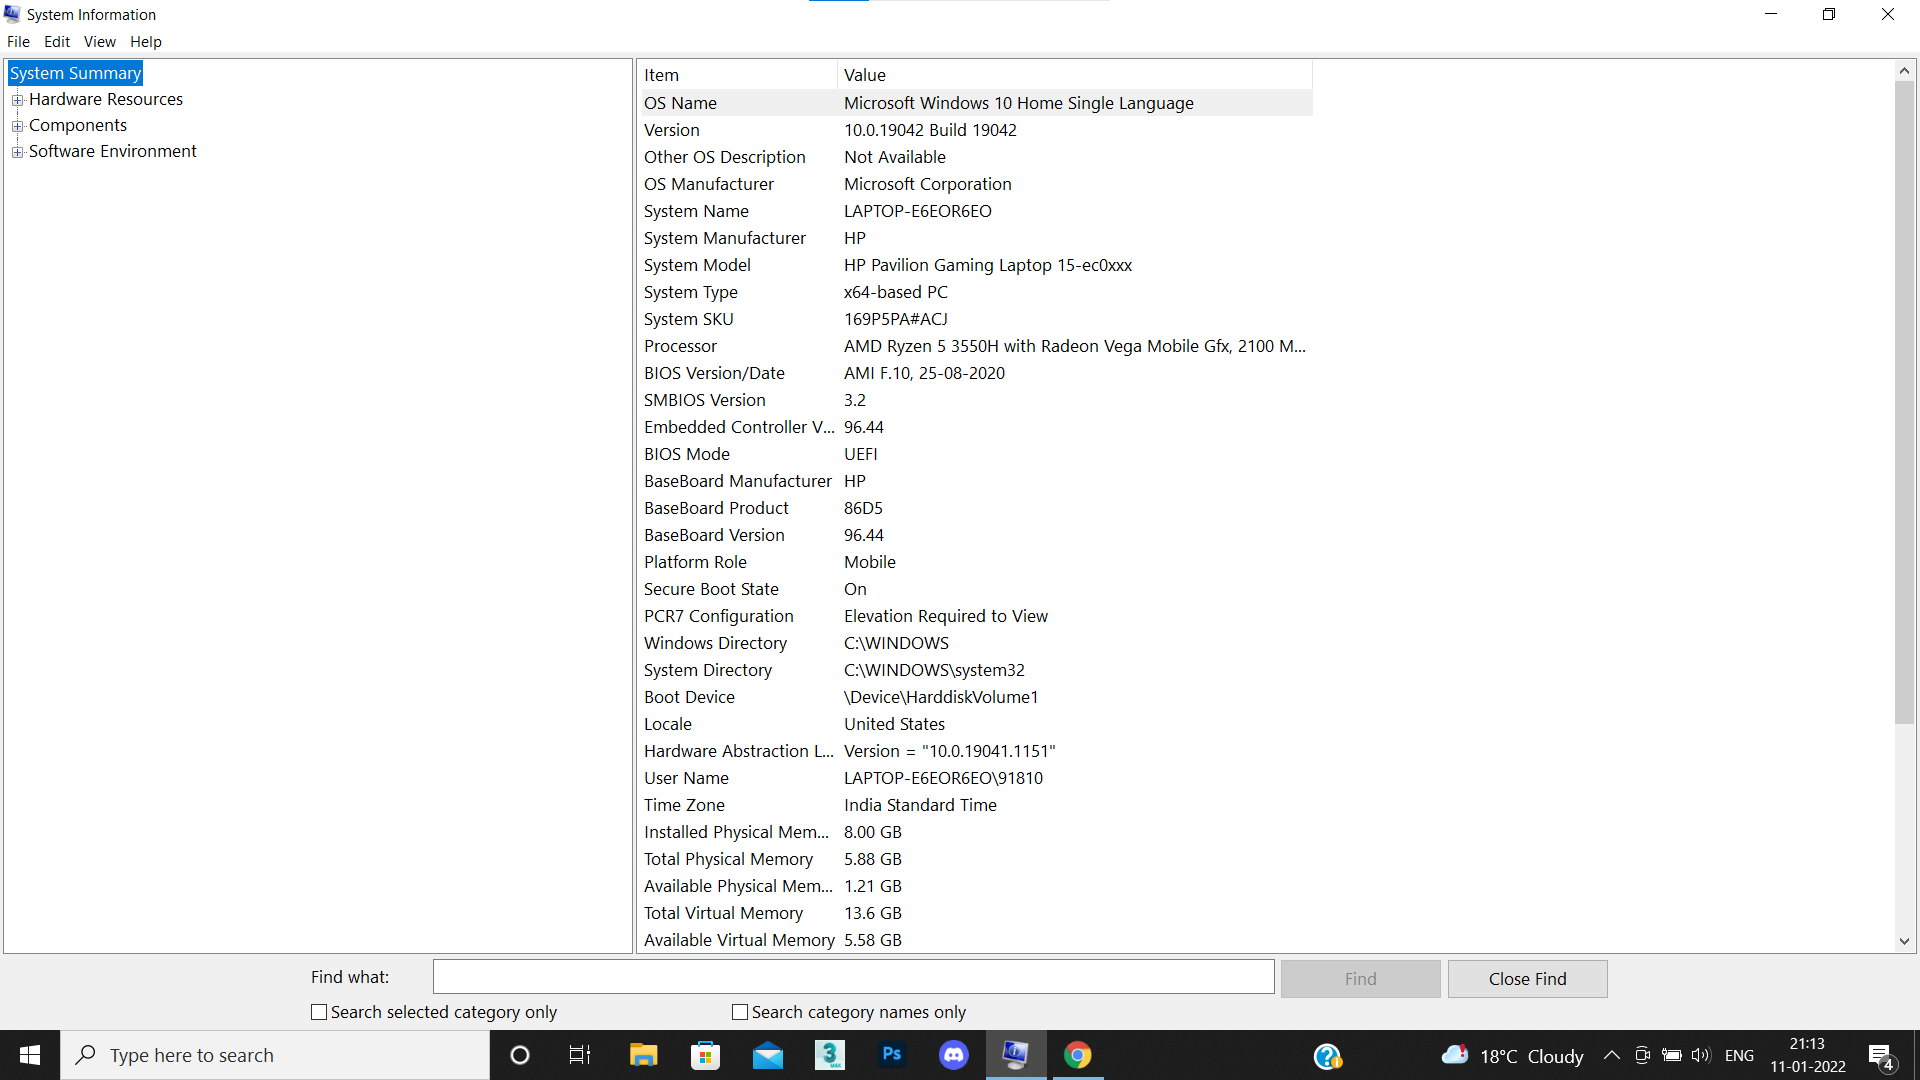 System Information
File Edit View Help
System Summary
Hardware Resources
Components
Software Environment
Item Value
OS Name Microsoft Windows 10 Home Single Language
Version 10.0.19042 Build 19042
Other OS Description Not Available
OS Manufacturer Microsoft Corporation
System Name LAPTOP-E6EOR6EO
System Manufacturer HP
System Model HP Pavilion Gaming Laptop 15-ec0xxx
System Type x64-based PC
System SKU 169P5PA#ACJ
Processor AMD Ryzen 5 3550H with Radeon Vega Mobile Gfx, 2100 M...
BIOS Version/Date AMI F.10, 25-08-2020
SMBIOS Version 3.2
Embedded Controller V... 96.44
BIOS Mode UEFI
BaseBoard Manufacturer HP
BaseBoard Product 86D5
BaseBoard Version 96.44
Platform Role Mobile
Secure Boot State On
PCR7 Configuration Elevation Required to View
Windows Directory C:\WINDOWS
System Directory C:\WINDOWS\system32
Boot Device \Device\HarddiskVolume1
Locale United States
Hardware Abstraction L... Version = "10.0.19041.1151"
User Name LAPTOP-E6EOR6EO\91810
Time Zone India Standard Time
Installed Physical Mem... 8.00 GB
Total Physical Memory 5.88 GB
Available Physical Mem... 1.21 GB
Total Virtual Memory 13.6 GB
Available Virtual Memory 5.58 GB
Find what: Find Close Find
Search selected category only Search category names only
Type here to search 3 MAX Ps 18°C Cloudy ENG 21:13
11-01-2022 4